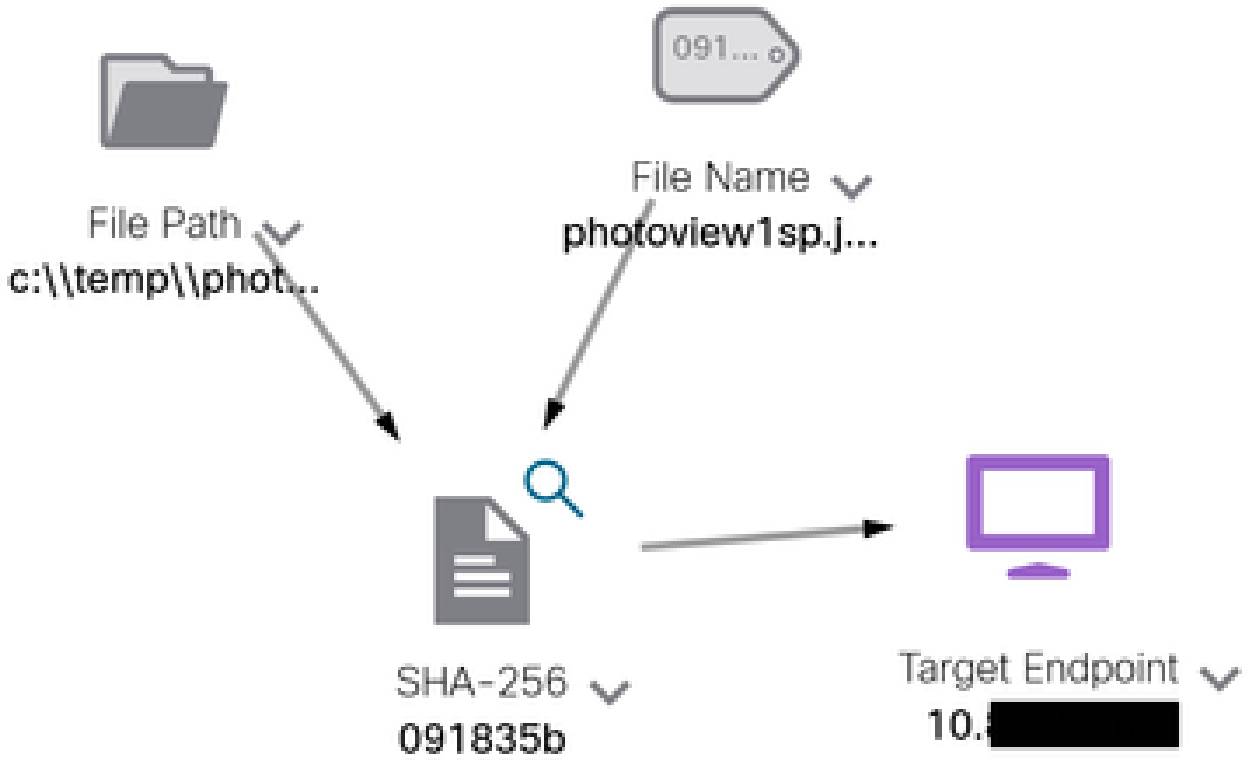 091...
File Name
photoview1sp.j...
File Path
c:\\temp\\phot...
SHA-256
091835b
Target Endpoint
10.